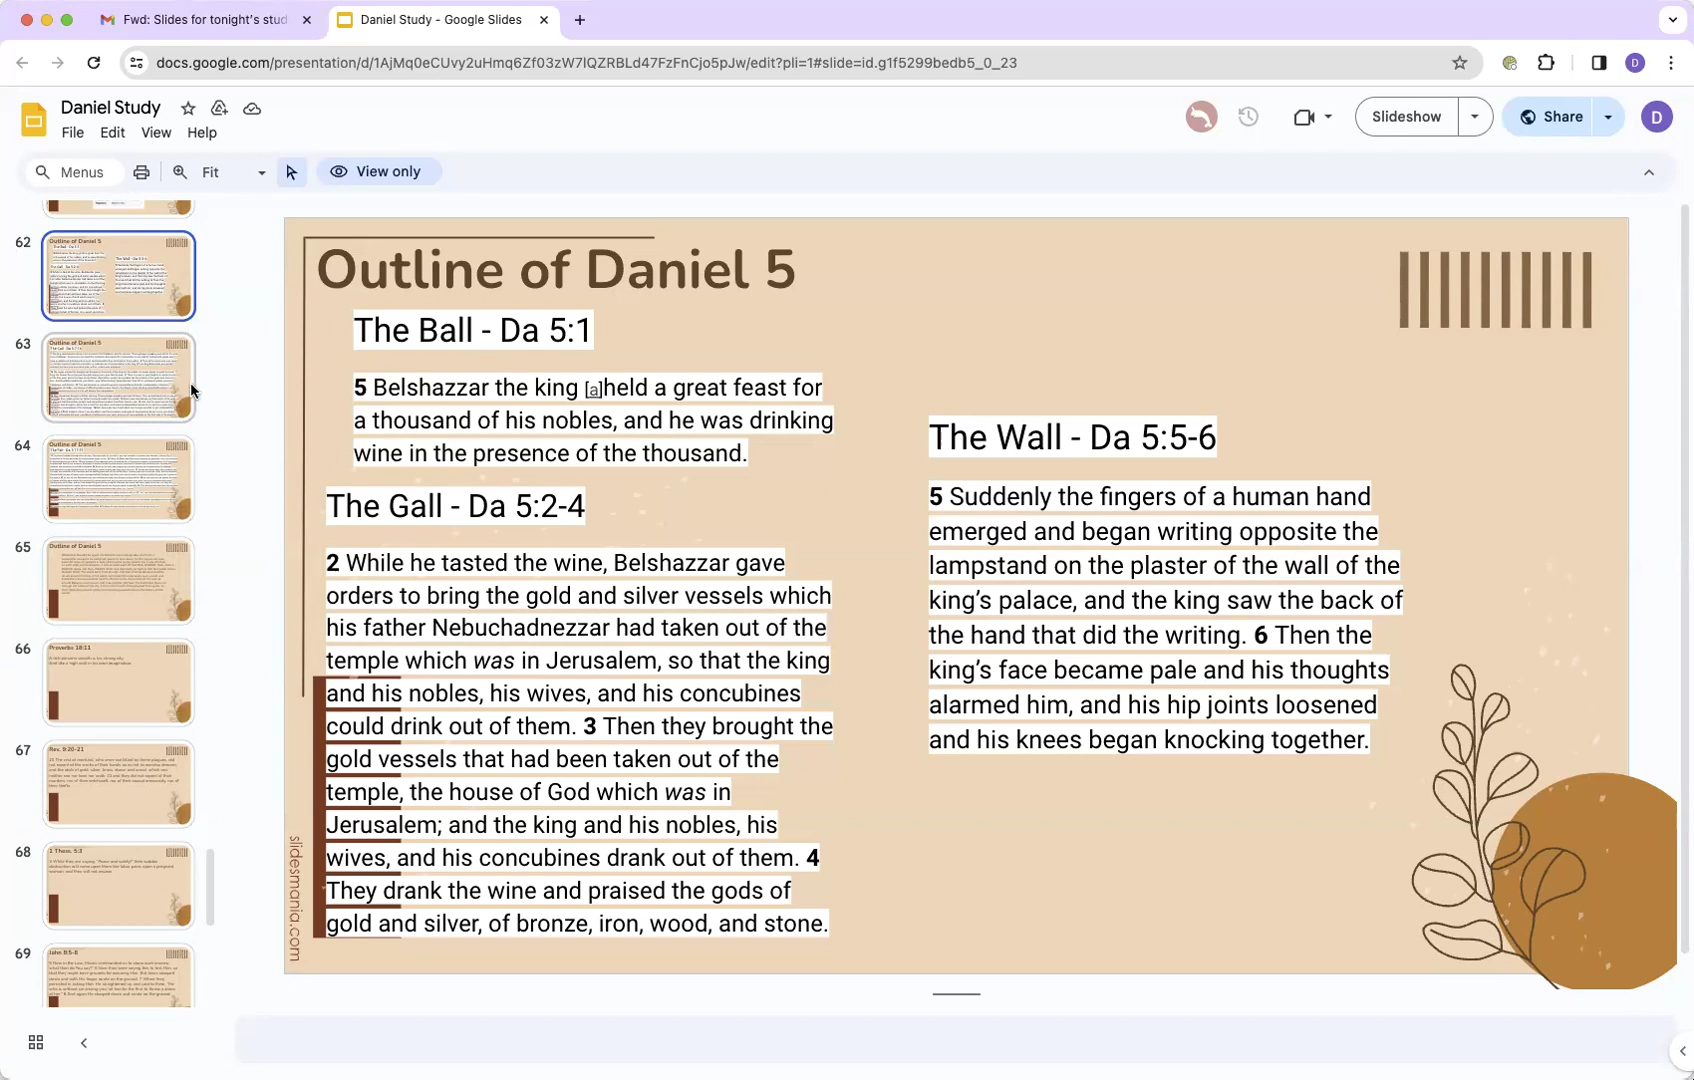 Fwd: Slides for tonight's stud
Daniel Study - Google Slides
docs.google.com/presentation/d/1AjMq0eCUvy2uHmq6Zf03zW7lQZRBLd47FzFnCjo5pJw/edit?pli=1#slide=id.g1f5299bedb5_0_23
D
Daniel Study
File Edit View Help
Slideshow
Share
D
Menus
Fit
View only
62
Outline of Daniel 5
63
Outline of Daniel 5
64
Outline of Daniel 5
65
Outline of Daniel 5
66
Proverbs 18:11
67
Rev. 9:20-21
68
1 Thess. 5:3
69
John 8:5-8
Outline of Daniel 5
The Ball - Da 5:1
5 Belshazzar the king [a]held a great feast for
a thousand of his nobles, and he was drinking
wine in the presence of the thousand.
The Gall - Da 5:2-4
2 While he tasted the wine, Belshazzar gave
orders to bring the gold and silver vessels which
his father Nebuchadnezzar had taken out of the
temple which was in Jerusalem, so that the king
and his nobles, his wives, and his concubines
could drink out of them. 3 Then they brought the
gold vessels that had been taken out of the
temple, the house of God which was in
Jerusalem; and the king and his nobles, his
wives, and his concubines drank out of them. 4
They drank the wine and praised the gods of
gold and silver, of bronze, iron, wood, and stone.
The Wall - Da 5:5-6
5 Suddenly the fingers of a human hand
emerged and began writing opposite the
lampstand on the plaster of the wall of the
king's palace, and the king saw the back of
the hand that did the writing. 6 Then the
king's face became pale and his thoughts
alarmed him, and his hip joints loosened
and his knees began knocking together.
slidesmania.com